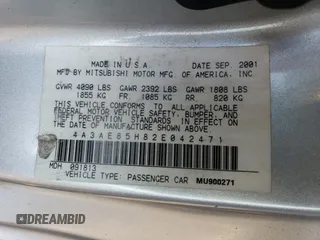 MADE IN U.S.A. DATE SEP. 2001
MFD BY MITSUBISHI MOTOR MFG. OF AMERICA, INC
GVWR 4090 LBS GAWR 2392 LBS GAWR 1808 LBS
1855 KG FR 1085 KG RR 820 KG
THIS VEHICLE CONFORMS TO ALL APPLICABLE
FEDERAL MOTOR VEHICLE SAFETY, BUMPER, AND
THEFT PREVENTION STANDARDS IN EFFECT ON THE
DATE OF MANUFACTURE SHOWN ABOVE.
4A3AE85H82E042471
MDH 091813
VEHICLE TYPE: PASSENGER CAR MU900271
DREAMBID